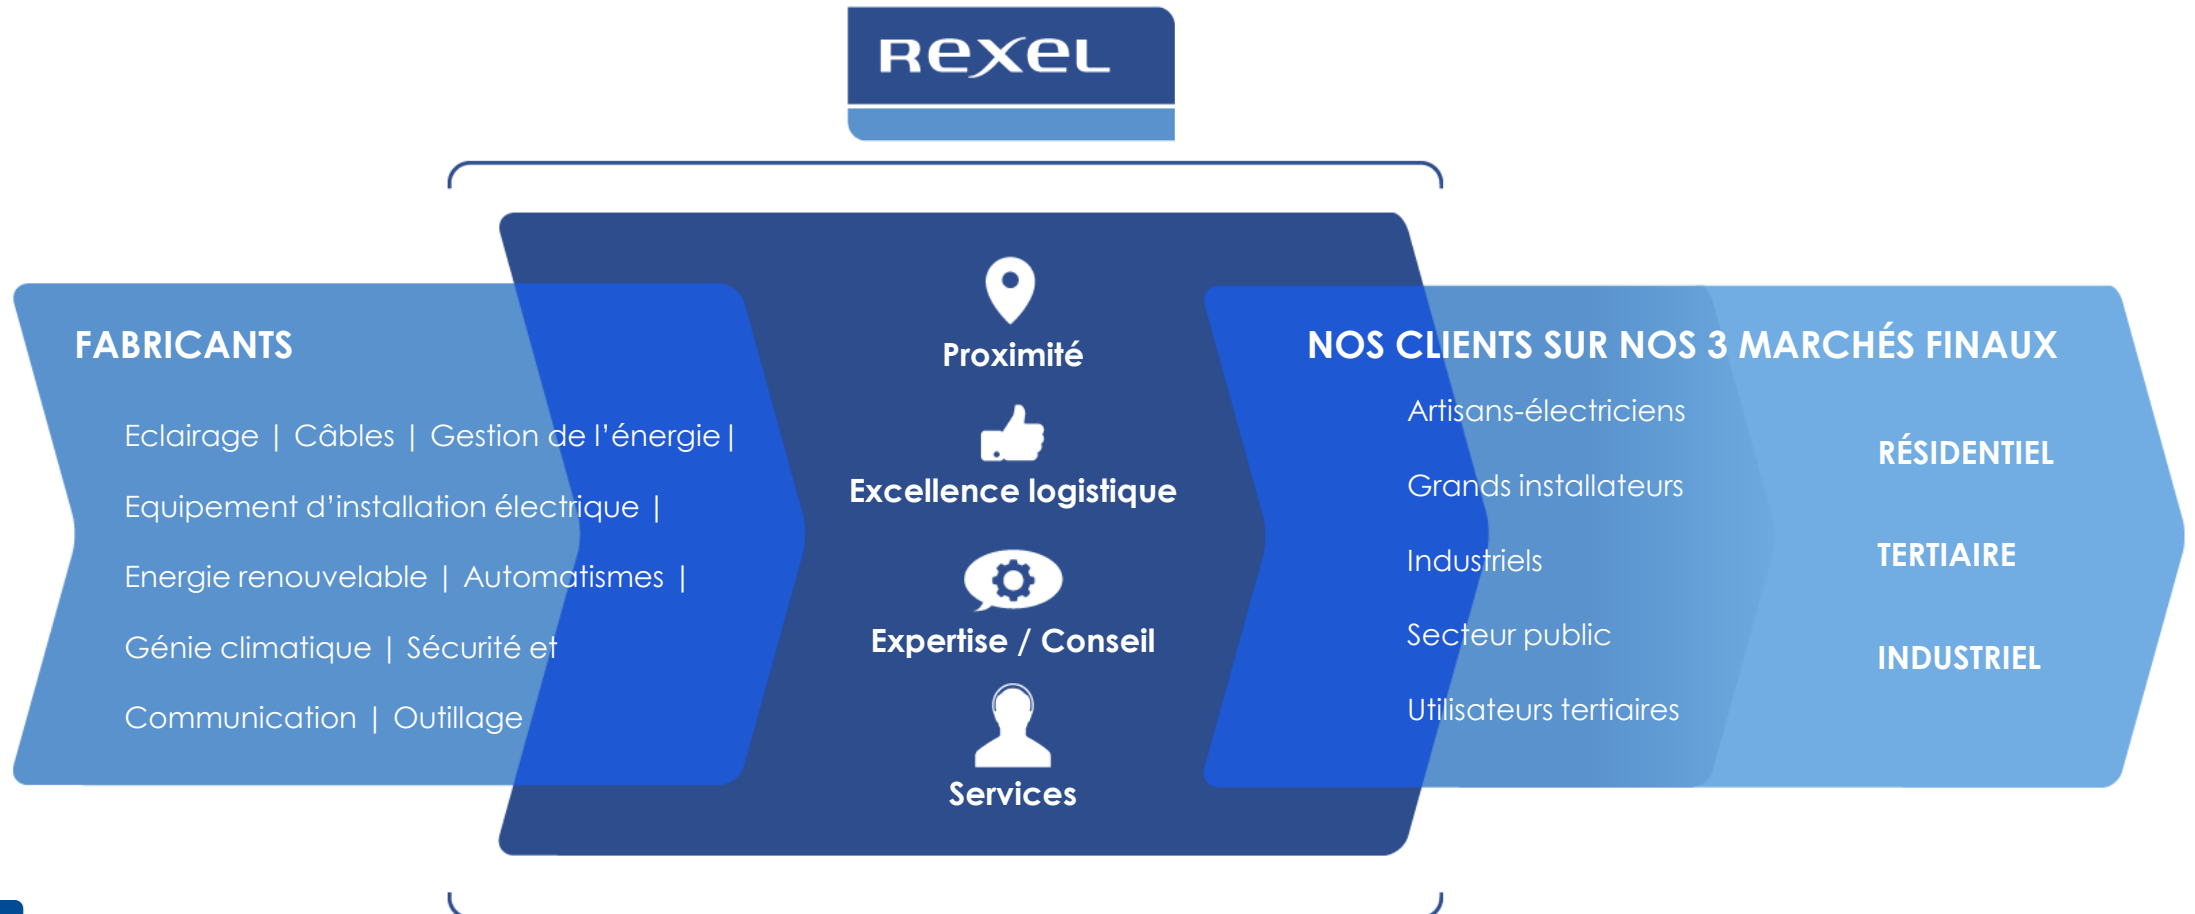 Rexel
FABRICANTS
Eclairage | Câbles | Gestion de l’énergie|
Equipement d’installation électrique |
Energie renouvelable | Automatismes |
Génie climatique | Sécurité et
Communication | Outillage
Proximité
Excellence logistique
Expertise / Conseil
Services
NOS CLIENTS SUR NOS 3 MARCHÉS FINAUX
Artisans-électriciens
Grands installateurs
Industriels
Secteur public
Utilisateurs tertiaires
RÉSIDENTIEL
TERTIAIRE
INDUSTRIEL